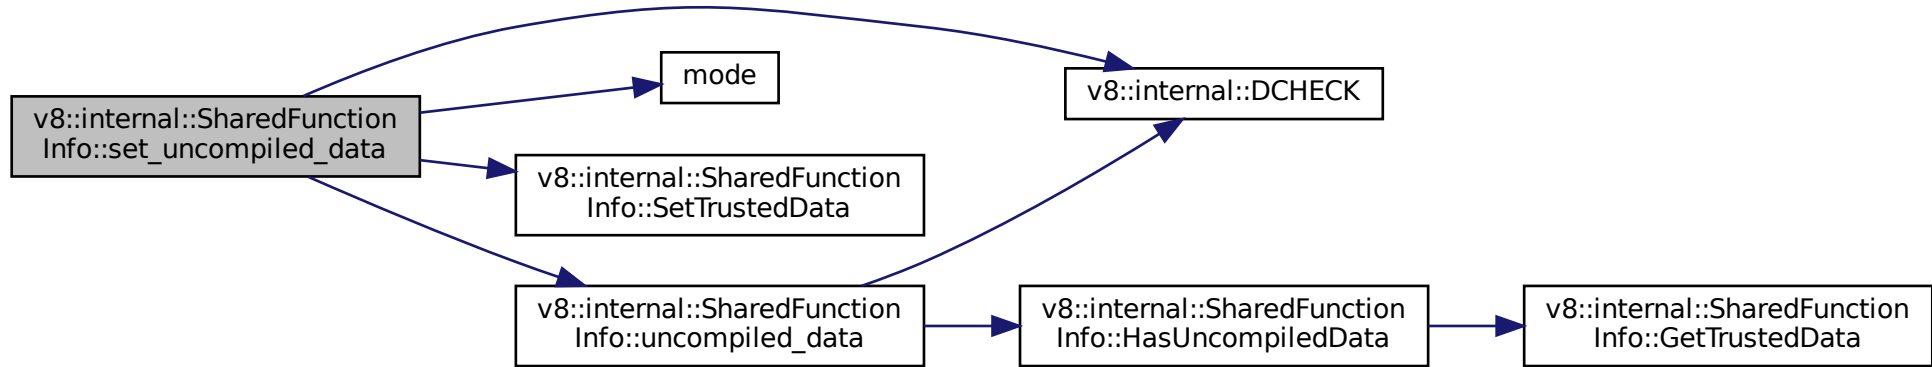 v8::internal::SharedFunction
Info::set_uncompiled_data
mode
v8::internal::DCHECK
v8::internal::SharedFunction
Info::SetTrustedData
v8::internal::SharedFunction
Info::uncompiled_data
v8::internal::SharedFunction
Info::HasUncompiledData
v8::internal::SharedFunction
Info::GetTrustedData